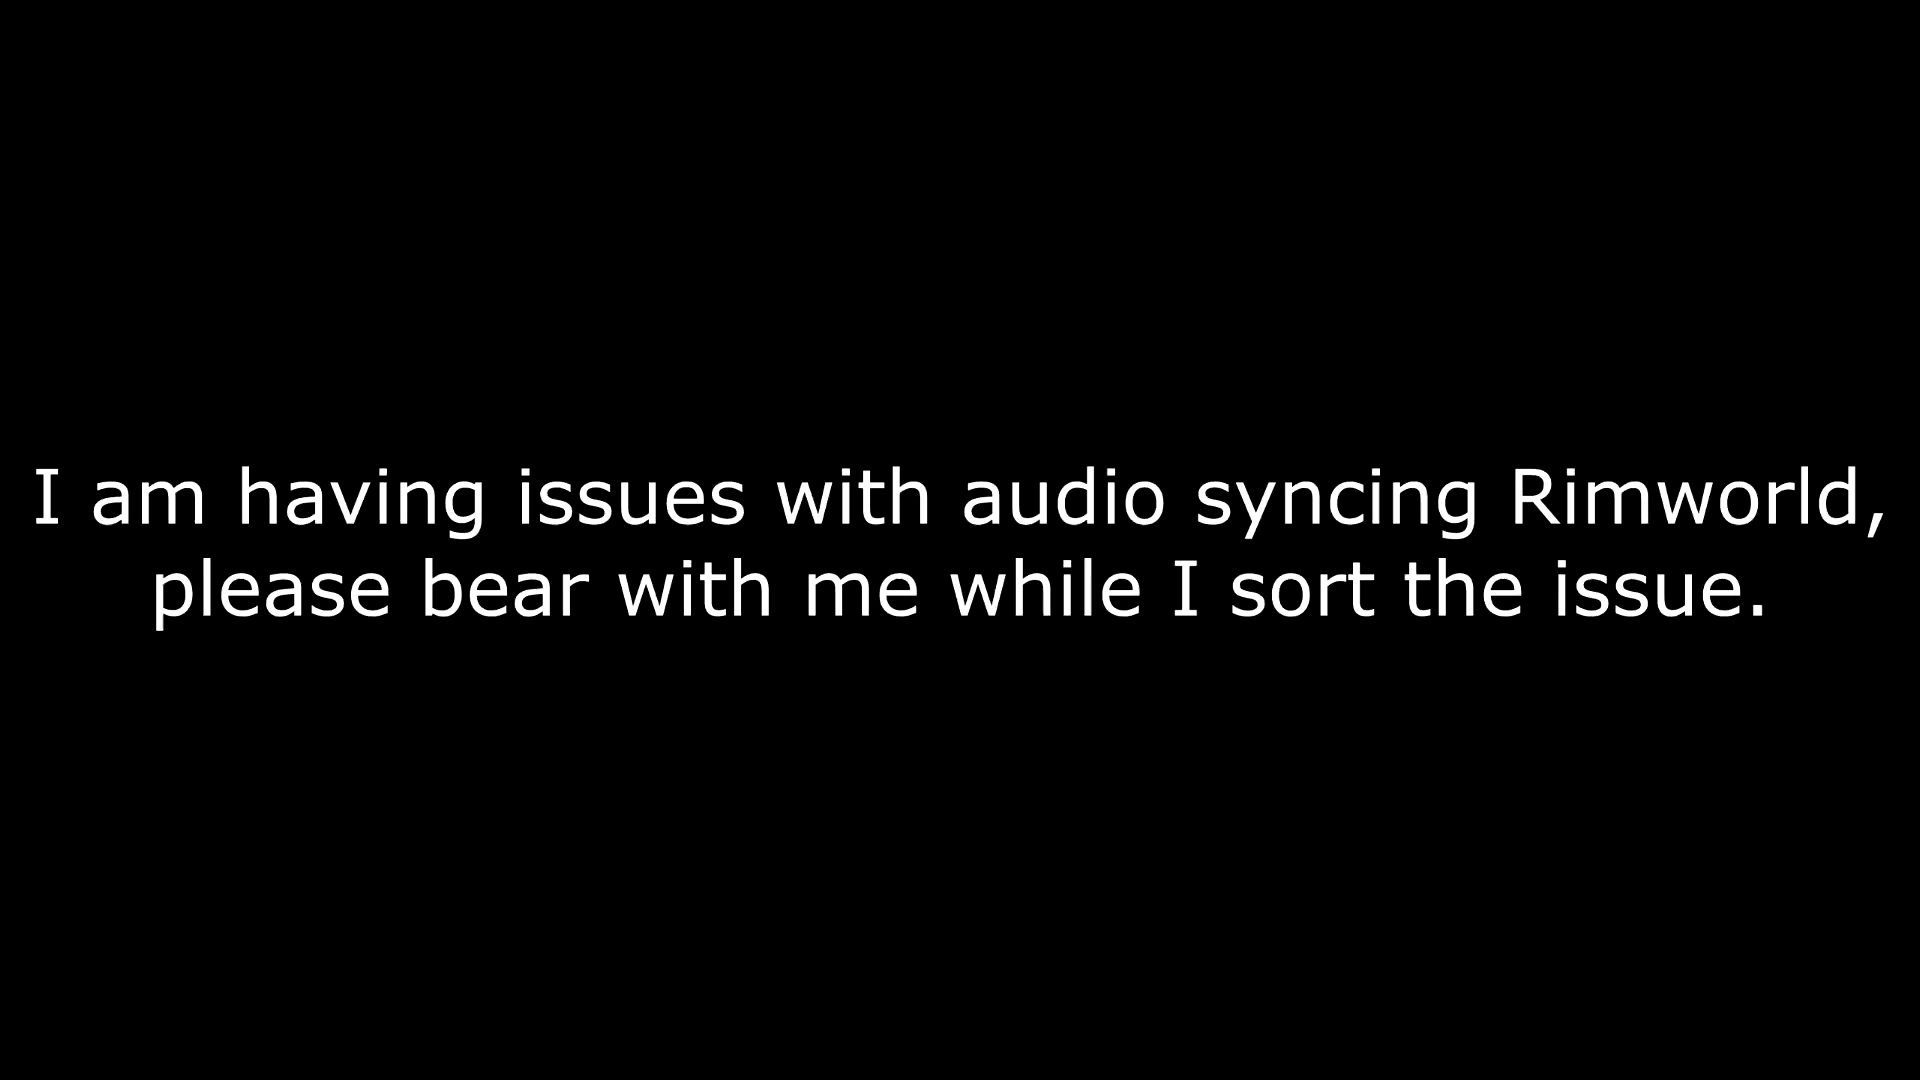 I am having issues with audio syncing Rimworld,
please bear with me while I sort the issue.